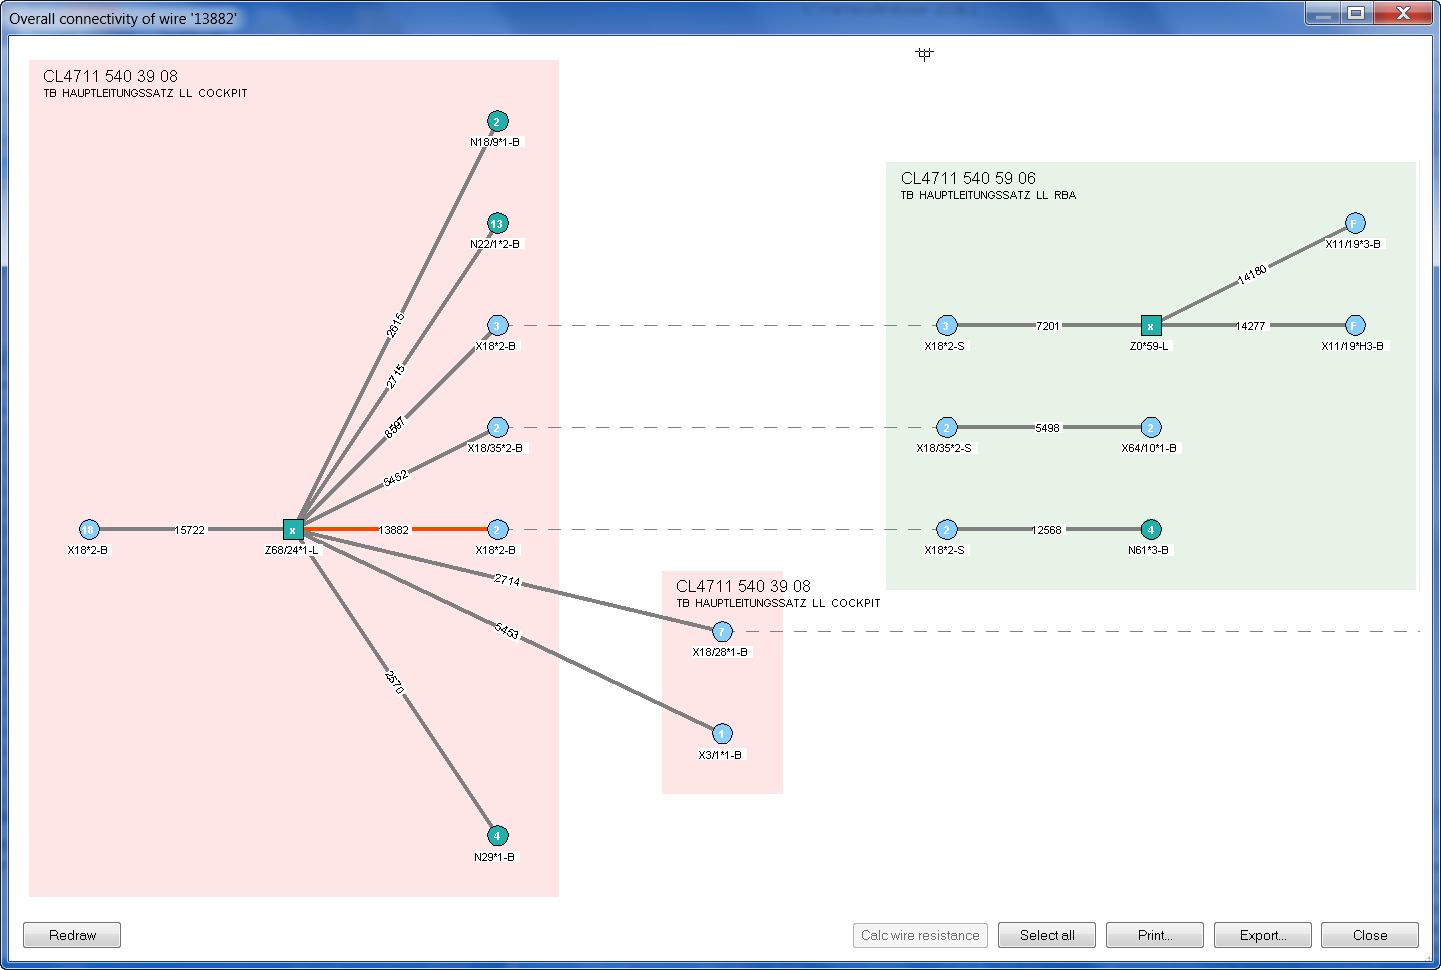 Overall connectivity of wire '13882'
CL4711 540 39 08
TB HAUPTLEITUNGSSATZ LL COCKPIT
2
N18/9*1-B
13
N22/1*2-B
2615
2715
3
X18*2-B
6597
2
X18/35*2-B
5452
18
X18*2-B
15722
x
Z68/24*1-L
13882
2
X18*2-B
2714
5453
2570
4
N29*1-B
CL4711 540 39 08
TB HAUPTLEITUNGSSATZ LL COCKPIT
7
X18/28*1-B
1
X3/1*1-B
CL4711 540 59 06
TB HAUPTLEITUNGSSATZ LL RBA
F
X11/19*3-B
14180
3
X18*2-S
7201
x
Z0*59-L
14277
F
X11/19*H3-B
2
X18/35*2-S
5498
2
X64/10*1-B
2
X18*2-S
12568
4
N61*3-B
Redraw
Calc wire resistance
Select all
Print...
Export...
Close